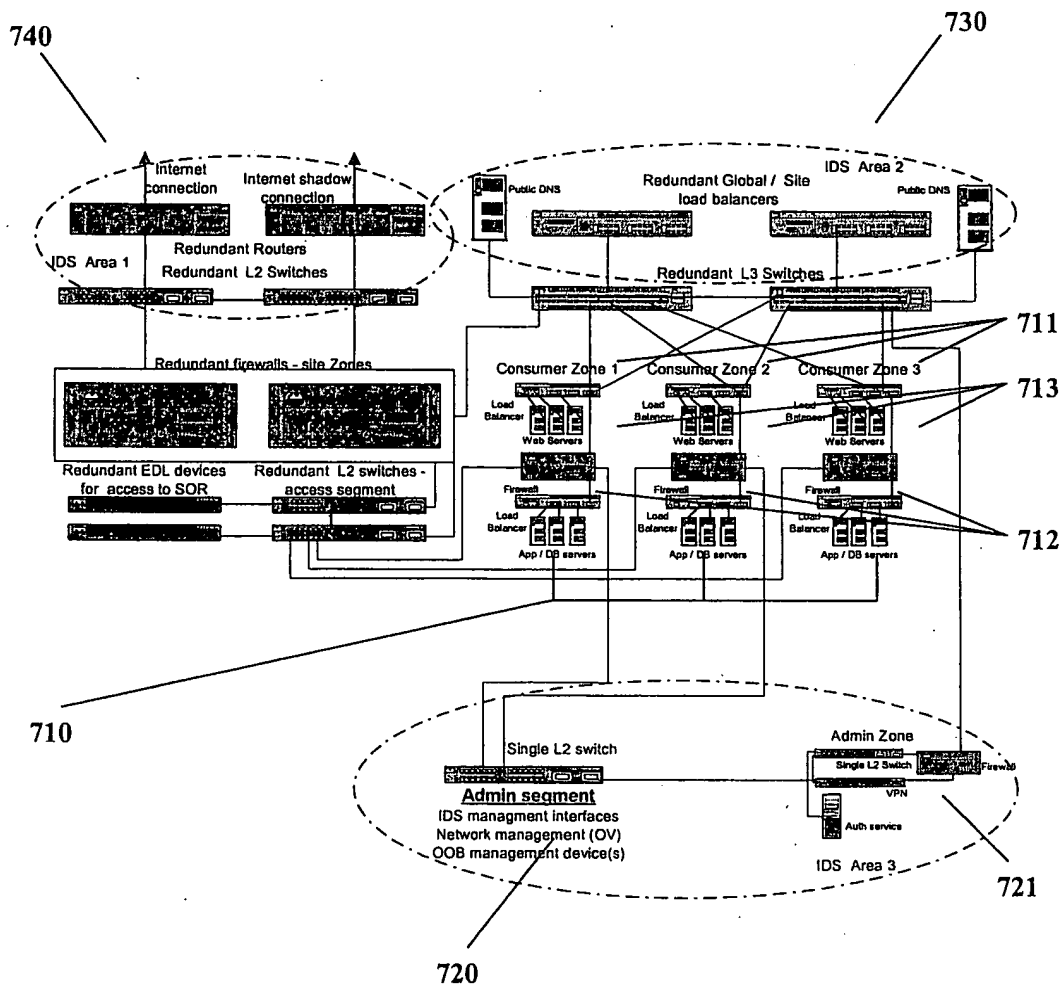 740
730
Internet
connection
Internet shadow
connection
Redundant Routers
IDS Area 1
Redundant L2 Switches
Public DNS
Redundant Global / Site
load balancers
IDS Area 2
Public DNS
Redundant L3 Switches
711
Redundant firewalls - site Zones
Consumer Zone 1
Consumer Zone 2
Consumer Zone 3
713
Load
Balancer
Web Servers
Load
Balancer
Web Servers
Load
Balancer
Web Servers
Redundant EDL devices
for access to SOR
Redundant L2 switches -
access segment
Firewall
Firewall
Firewall
Load
Balancer
App / DB servers
Load
Balancer
App / DB servers
Load
Balancer
App / DB servers
712
710
Single L2 switch
Admin segment
IDS managment interfaces
Network management (OV)
OOB management device(s)
Admin Zone
Single L2 Switch
Firewall
VPN
Auth service
IDS Area 3
721
720